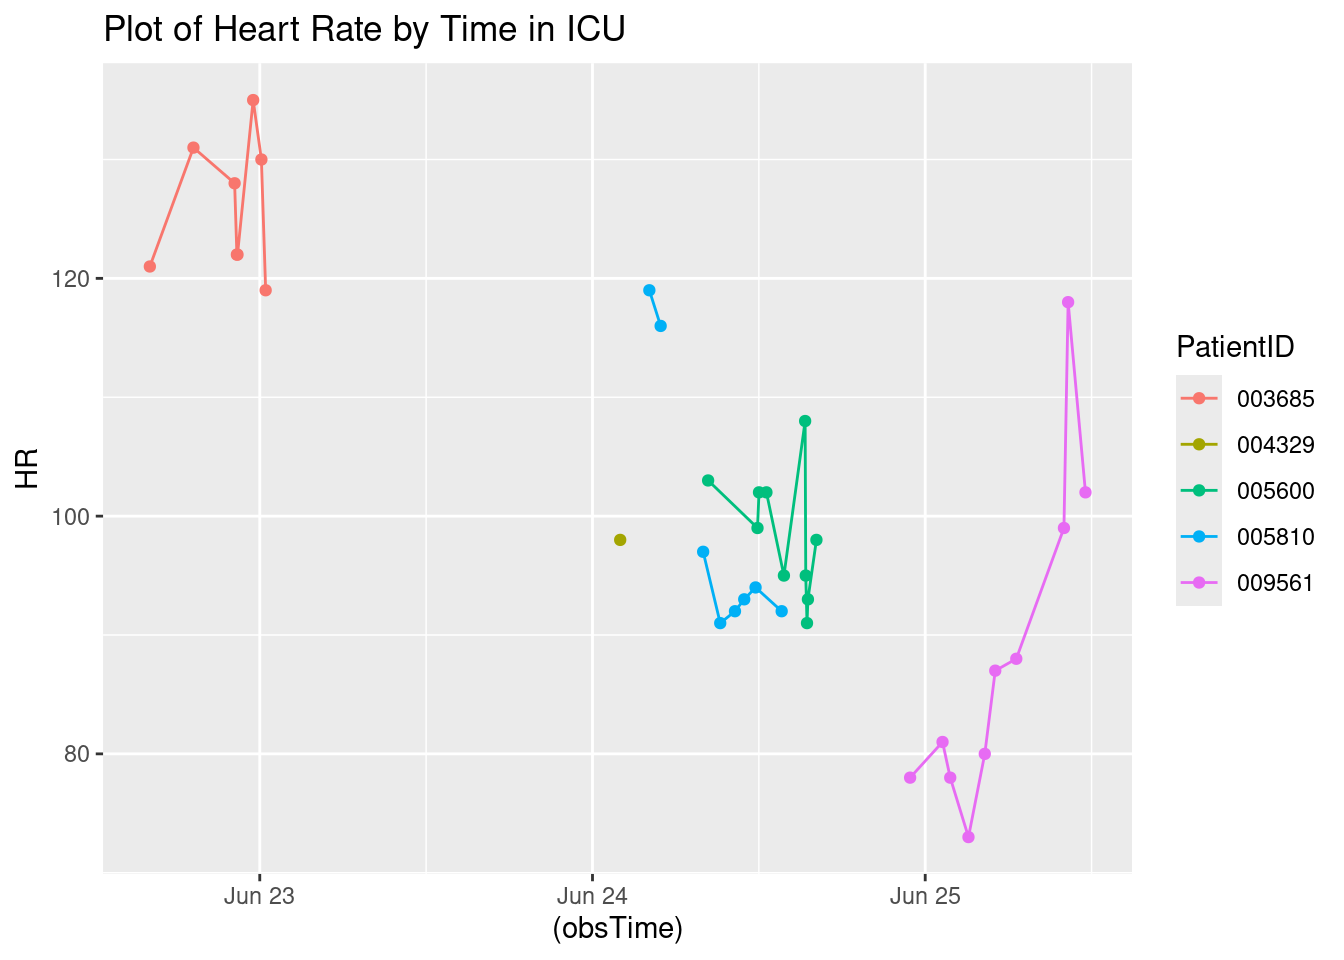 Plot of Heart Rate by Time in ICU
HR
120
100
80
Jun 23
Jun 24
Jun 25
(obsTime)
PatientID
003685
004329
005600
005810
009561